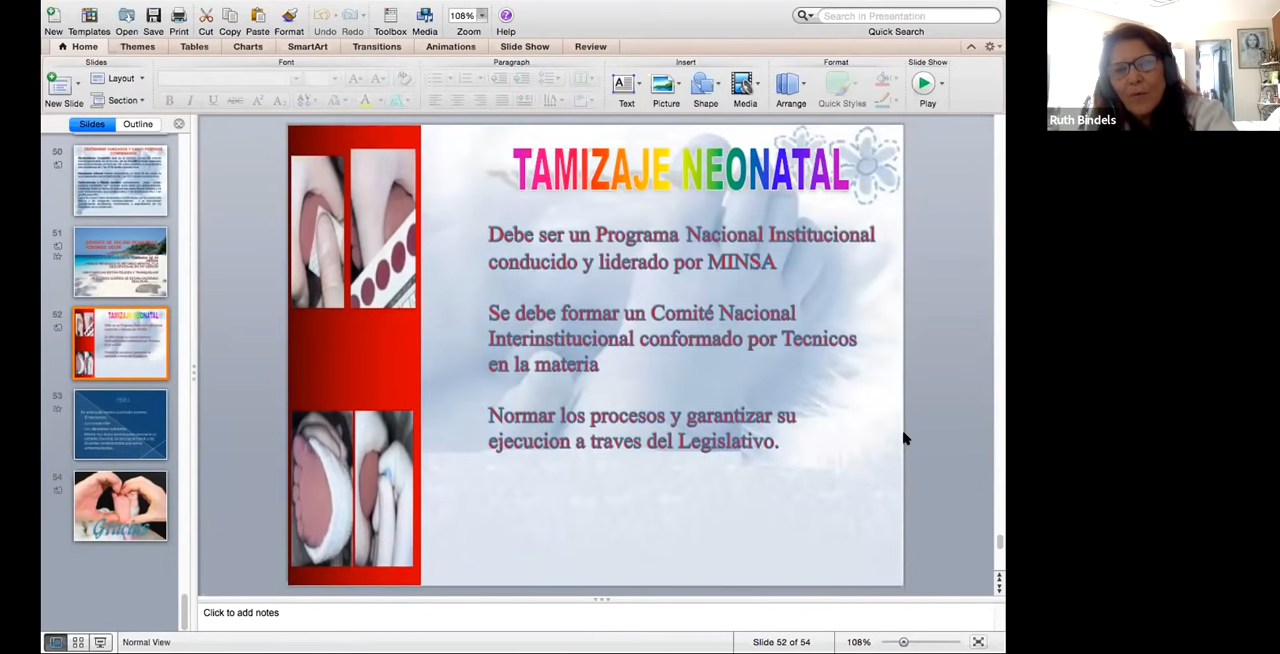 New Templates Open Save Print Cut Copy Paste Format Undo Redo Toolbox Media Zoom Help
108%
Search in Presentation
Quick Search
Home Themes Tables Charts SmartArt Transitions Animations Slide Show Review
Slides Font Paragraph Insert Format Slide Show
Layout
Section
New Slide
Text Picture Shape Media Arrange Quick Styles Play
Slides Outline
50
51
52
TAMIZAJE NEONATAL
53
54
Gracias
TAMIZAJE NEONATAL
Debe ser un Programa Nacional Institucional
conducido y liderado por MINSA
Se debe formar un Comité Nacional
Interinstitucional conformado por Tecnicos
en la materia
Normar los procesos y garantizar su
ejecucion a traves del Legislativo.
Click to add notes
Normal View
Slide 52 of 54
108%
Ruth Bindels